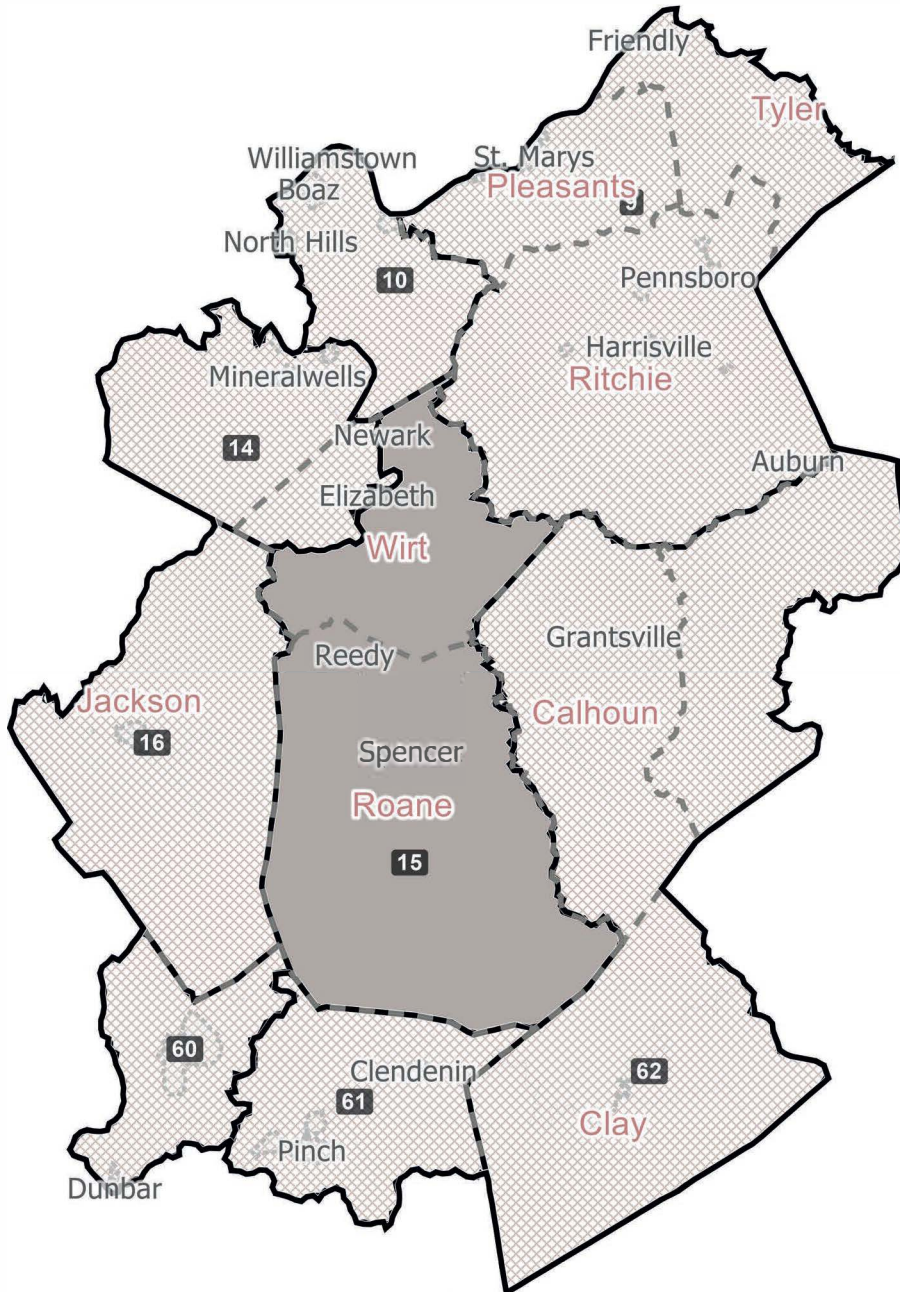 Friendly
Tyler
Williamstown
St. Marys
Boaz
Pleasants
9
North Hills
10
Pennsboro
Harrisville
Mineralwells
Ritchie
14
Newark
Auburn
Elizabeth
Wirt
Grantsville
Reedy
Jackson
Calhoun
16
Spencer
Roane
15
60
Clendenin
62
61
Clay
Pinch
Dunbar